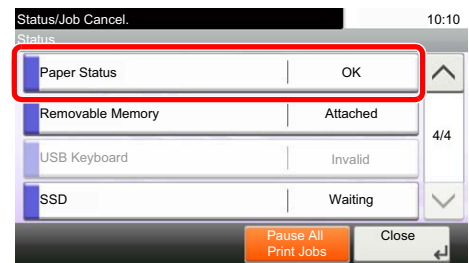 Status/Job Cancel. 10:10
Status
Paper Status OK
Removable Memory Attached
4/4
USB Keyboard Invalid
SSD Waiting
Pause All Close
Print Jobs